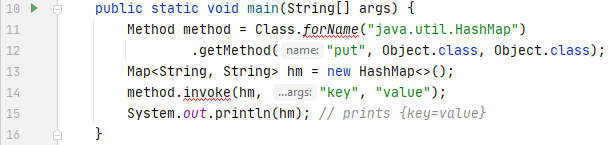 10 public static void main(String[] args) {
11 Method method = Class.forName("java.util.HashMap")
12 .getMethod( name: "put", Object.class, Object.class);
13 Map<String, String> hm = new HashMap<>();
14 method.invoke(hm, ...args: "key", "value");
15 System.out.println(hm); // prints {key=value}
16 }